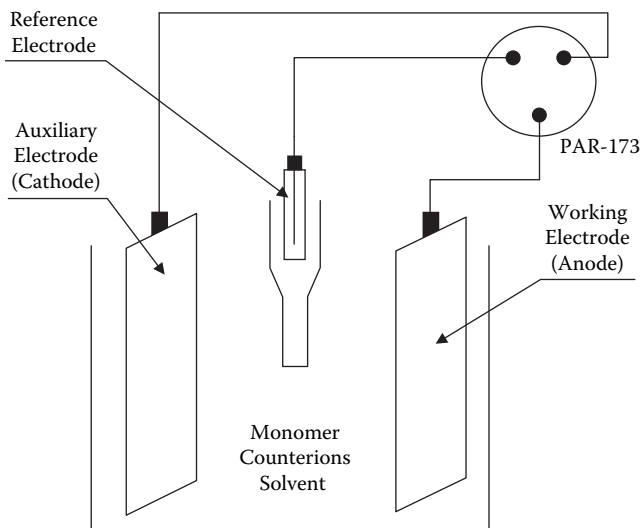 Reference
Electrode
Auxiliary
Electrode
(Cathode)
PAR-173
Working
Electrode
(Anode)
Monomer
Counterions
Solvent